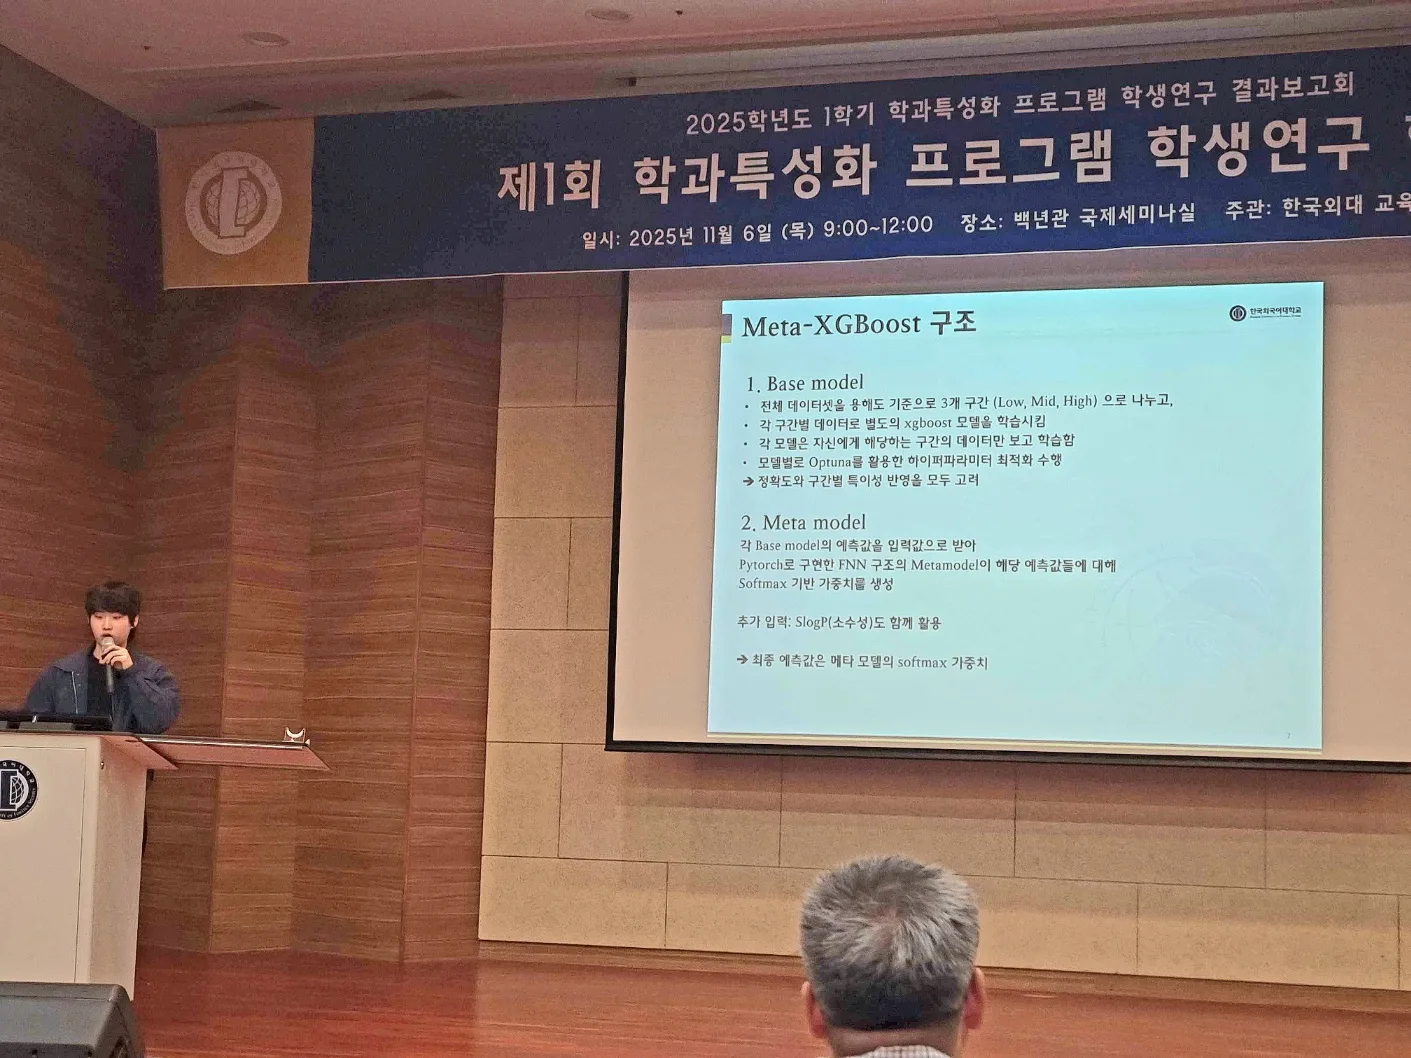 2025학년도 1학기 학과특성화 프로그램 학생연구 결과보고회
제1회 학과특성화 프로그램 학생연구
일시: 2025년 11월 6일 (목) 9:00~12:00 장소: 백년관 국제세미나실 주관: 한국외대 교육
Meta-XGBoost 구조
한국외국어대학교
1. Base model
• 전체 데이터셋을 용해도 기준으로 3개 구간 (Low, Mid, High) 으로 나누고,
• 각 구간별 데이터로 별도의 xgboost 모델을 학습시킴
• 각 모델은 자신에게 해당하는 구간의 데이터만 보고 학습함
• 모델별로 Optuna를 활용한 하이퍼파라미터 최적화 수행
➔ 정확도와 구간별 특이성 반영을 모두 고려
2. Meta model
각 Base model의 예측값을 입력값으로 받아
Pytorch로 구현한 FNN 구조의 Metamodel이 해당 예측값들에 대해
Softmax 기반 가중치를 생성
추가 입력: SlogP(소수성)도 함께 활용
➔ 최종 예측값은 메타 모델의 softmax 가중치
7